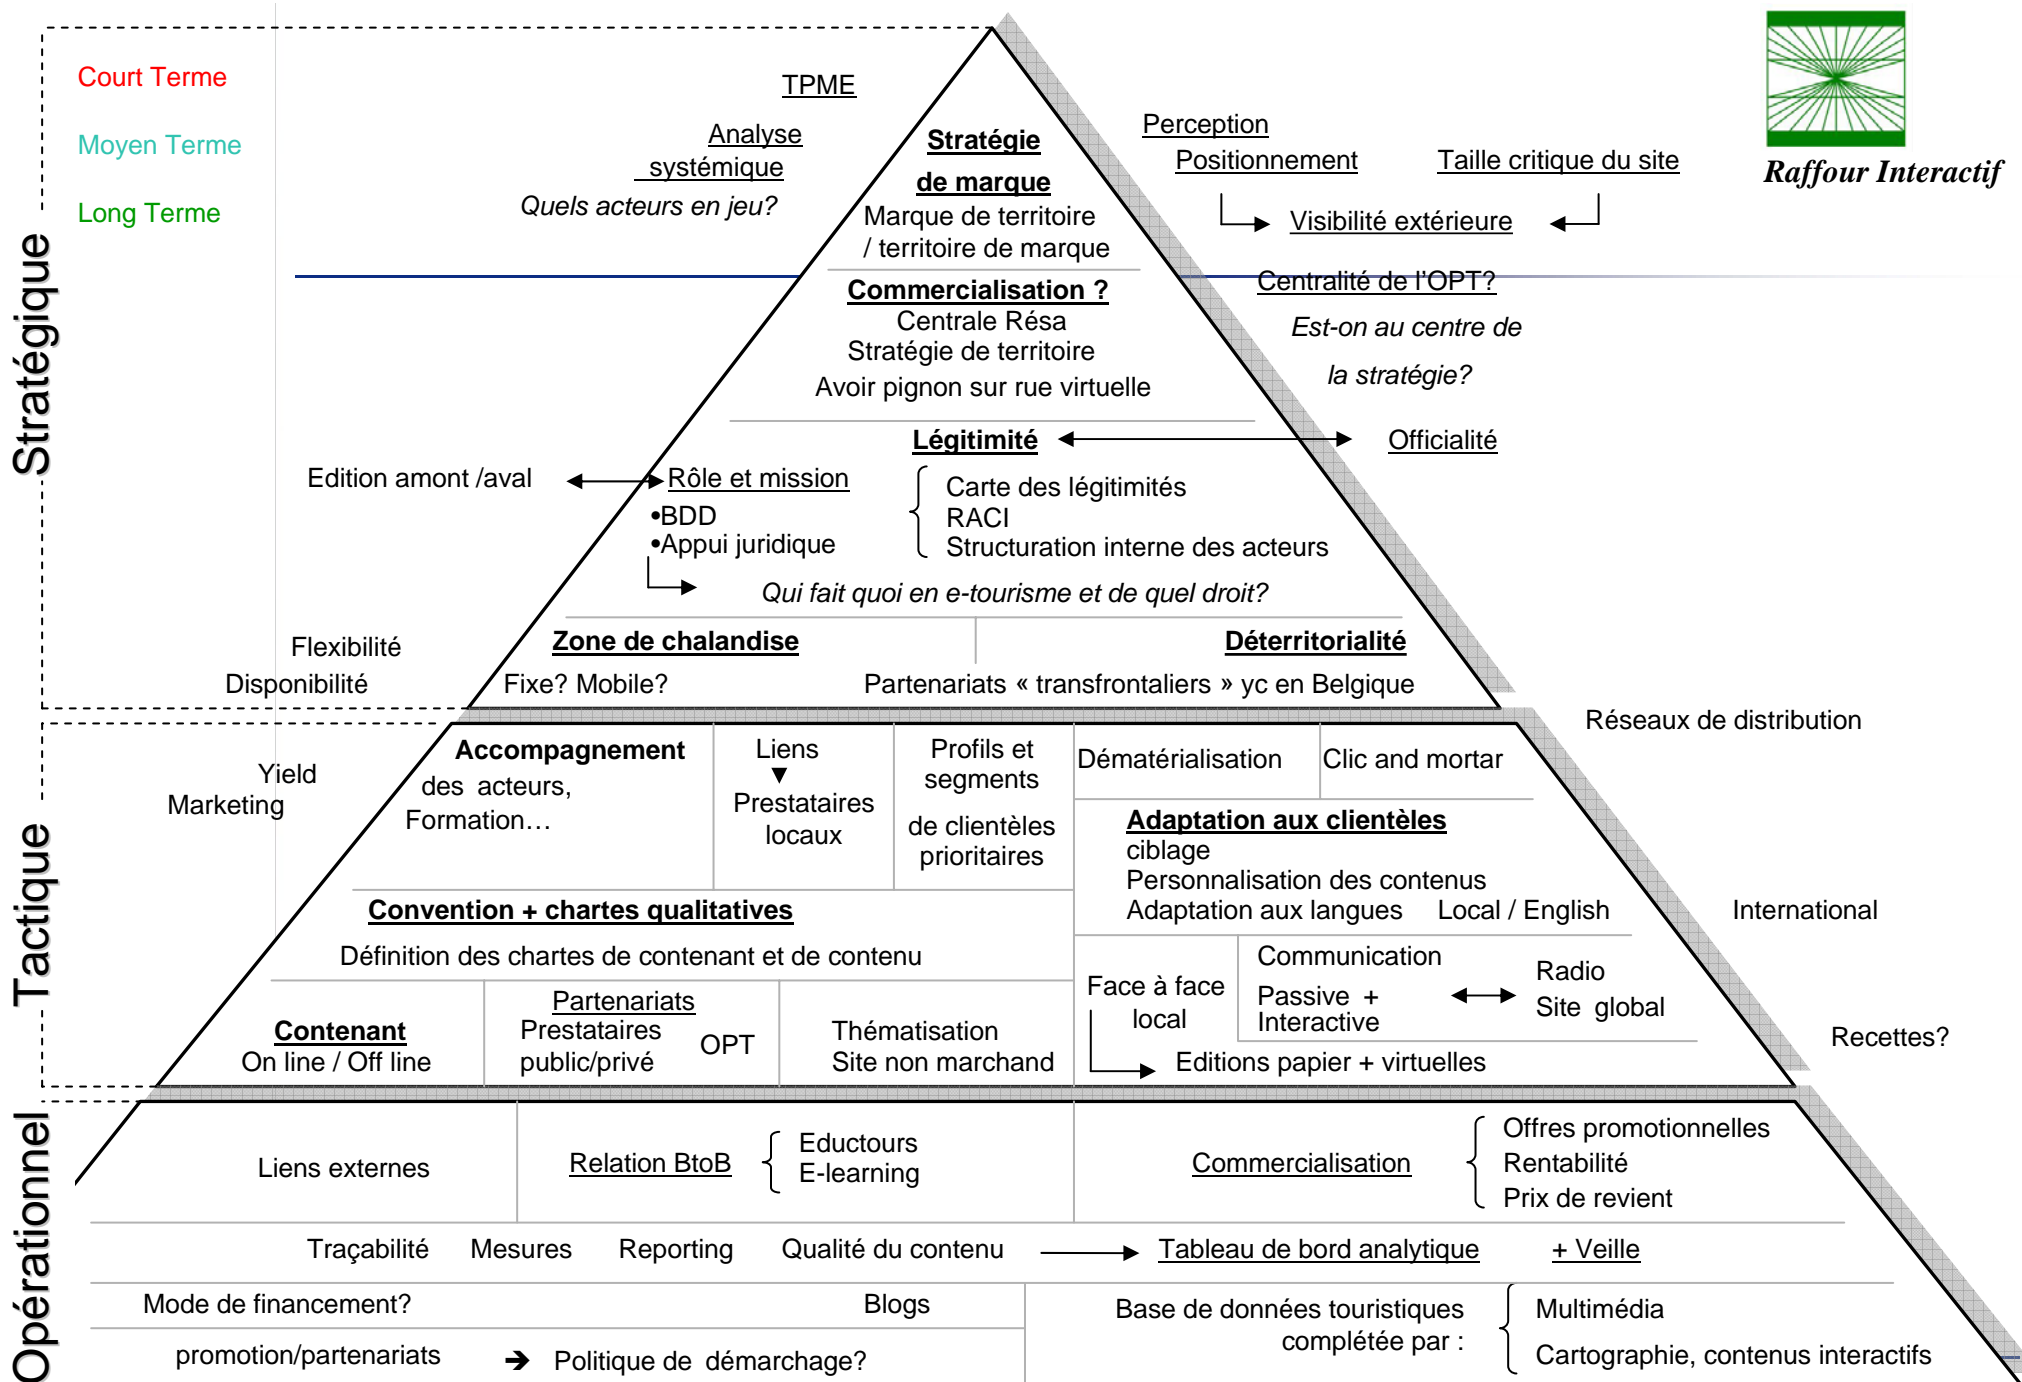 Court Terme
Moyen Terme
Long Terme
Raffour Interactif
Stratégique
TPME
Analyse
systémique
Quels acteurs en jeu?
Stratégie
de marque
Marque de territoire
/ territoire de marque
Perception
Positionnement
Taille critique du site
Visibilité extérieure
Commercialisation ?
Centrale Résa
Stratégie de territoire
Avoir pignon sur rue virtuelle
Centralité de l'OPT?
Est-on au centre de
la stratégie?
Légitimité
Officialité
Edition amont /aval
Rôle et mission
•BDD
•Appui juridique
Carte des légitimités
RACI
Structuration interne des acteurs
Qui fait quoi en e-tourisme et de quel droit?
Flexibilité
Disponibilité
Zone de chalandise
Fixe? Mobile?
Déterritorialité
Partenariats « transfrontaliers » yc en Belgique
Réseaux de distribution
Tactique
Yield
Marketing
Accompagnement
des acteurs,
Formation…
Liens
▼
Prestataires
locaux
Profils et
segments
de clientèles
prioritaires
Dématérialisation
Clic and mortar
Adaptation aux clientèles
ciblage
Personnalisation des contenus
Adaptation aux langues Local / English
International
Convention + chartes qualitatives
Définition des chartes de contenant et de contenu
Contenant
On line / Off line
Partenariats
Prestataires
public/privé
OPT
Thématisation
Site non marchand
Face à face
local
Communication
Passive +
Interactive
Radio
Site global
Editions papier + virtuelles
Recettes?
Opérationnel
Liens externes
Relation BtoB
Eductours
E-learning
Commercialisation
Offres promotionnelles
Rentabilité
Prix de revient
Traçabilité Mesures Reporting Qualité du contenu Tableau de bord analytique + Veille
Mode de financement?
Blogs
promotion/partenariats ➔ Politique de démarchage?
Base de données touristiques
complétée par :
Multimédia
Cartographie, contenus interactifs